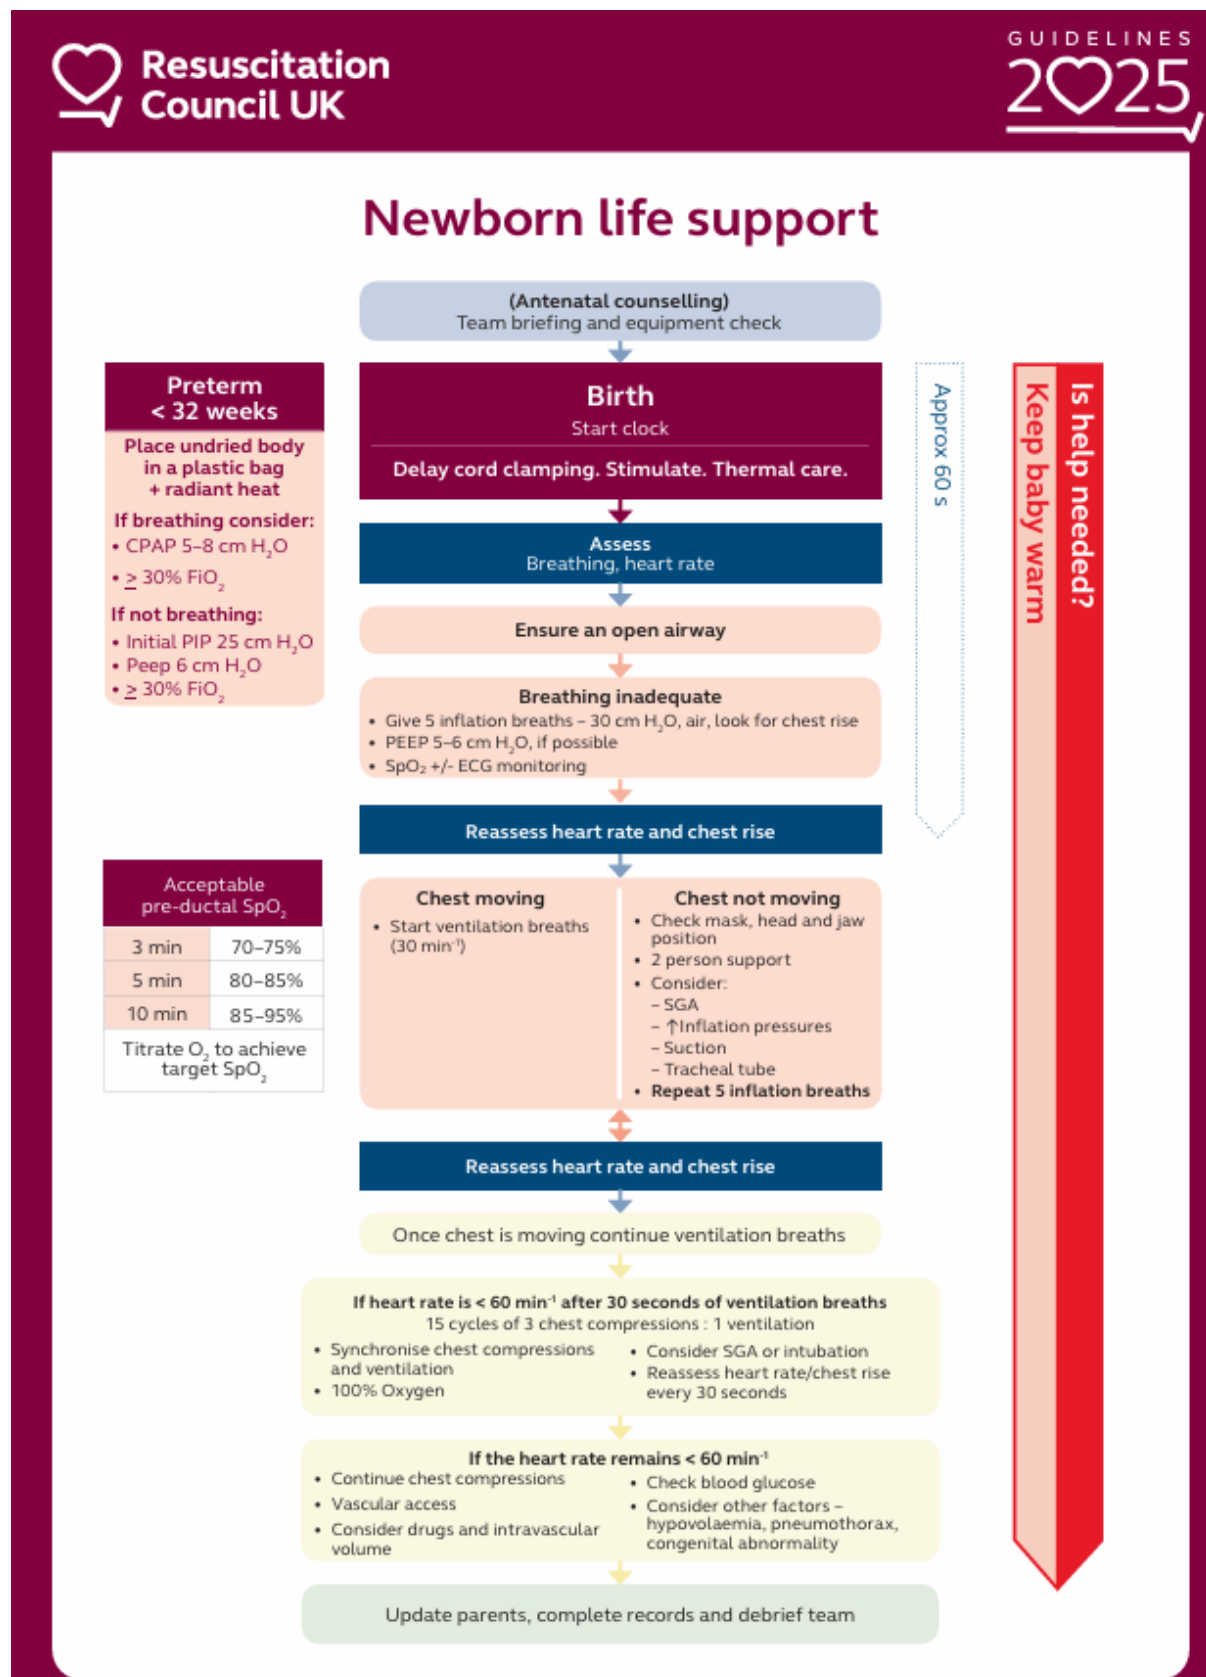 Resuscitation
Council UK
GUIDELINES
2025
Newborn life support
(Antenatal counselling)
Team briefing and equipment check
Preterm
< 32 weeks
Place undried body
in a plastic bag
+ radiant heat
If breathing consider:
• CPAP 5–8 cm H₂O
• ≥ 30% FiO₂
If not breathing:
• Initial PIP 25 cm H₂O
• Peep 6 cm H₂O
• ≥ 30% FiO₂
Birth
Start clock
Delay cord clamping. Stimulate. Thermal care.
Assess
Breathing, heart rate
Ensure an open airway
Breathing inadequate
• Give 5 inflation breaths – 30 cm H₂O, air, look for chest rise
• PEEP 5–6 cm H₂O, if possible
• SpO₂ +/- ECG monitoring
Reassess heart rate and chest rise
Approx 60 s
Keep baby warm
Is help needed?
Acceptable
pre-ductal SpO₂
3 min 70–75%
5 min 80–85%
10 min 85–95%
Titrate O₂ to achieve
target SpO₂
Chest moving
• Start ventilation breaths
(30 min⁻¹)
Chest not moving
• Check mask, head and jaw
position
• 2 person support
• Consider:
– SGA
– ↑Inflation pressures
– Suction
– Tracheal tube
• Repeat 5 inflation breaths
Reassess heart rate and chest rise
Once chest is moving continue ventilation breaths
If heart rate is < 60 min⁻¹ after 30 seconds of ventilation breaths
15 cycles of 3 chest compressions : 1 ventilation
• Synchronise chest compressions
and ventilation
• 100% Oxygen
• Consider SGA or intubation
• Reassess heart rate/chest rise
every 30 seconds
If the heart rate remains < 60 min⁻¹
• Continue chest compressions
• Vascular access
• Consider drugs and intravascular
volume
• Check blood glucose
• Consider other factors –
hypovolaemia, pneumothorax,
congenital abnormality
Update parents, complete records and debrief team